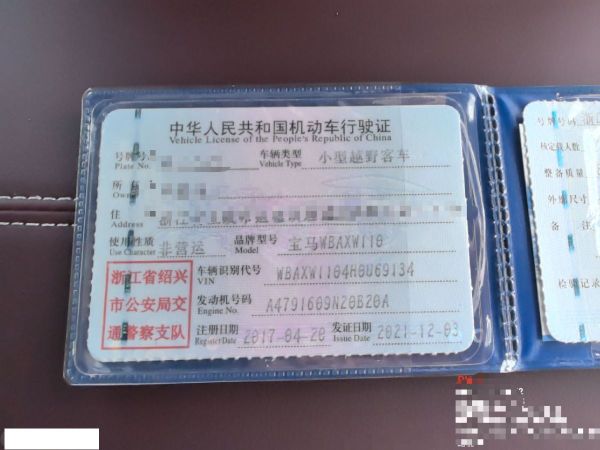 中华人民共和国机动车行驶证
Vehicle License of the People's Republic of China
号牌号码 车辆类型 小型越野客车
Plate No. Vehicle Type
所
Owner
住
Address
使用性质 非营运 品牌型号 宝马WBAXW110
Use Character Model
浙江省绍兴
市公安局交
通警察支队
车辆识别代号 WBAXW1104H0U69134
VIN
发动机号码 A4791609N20B20A
Engine No.
注册日期 2017-04-20 发证日期 2021-12-03
Register Date Issue Date
号牌号码
核定载人数
整备质量
外廓尺寸
检验记录